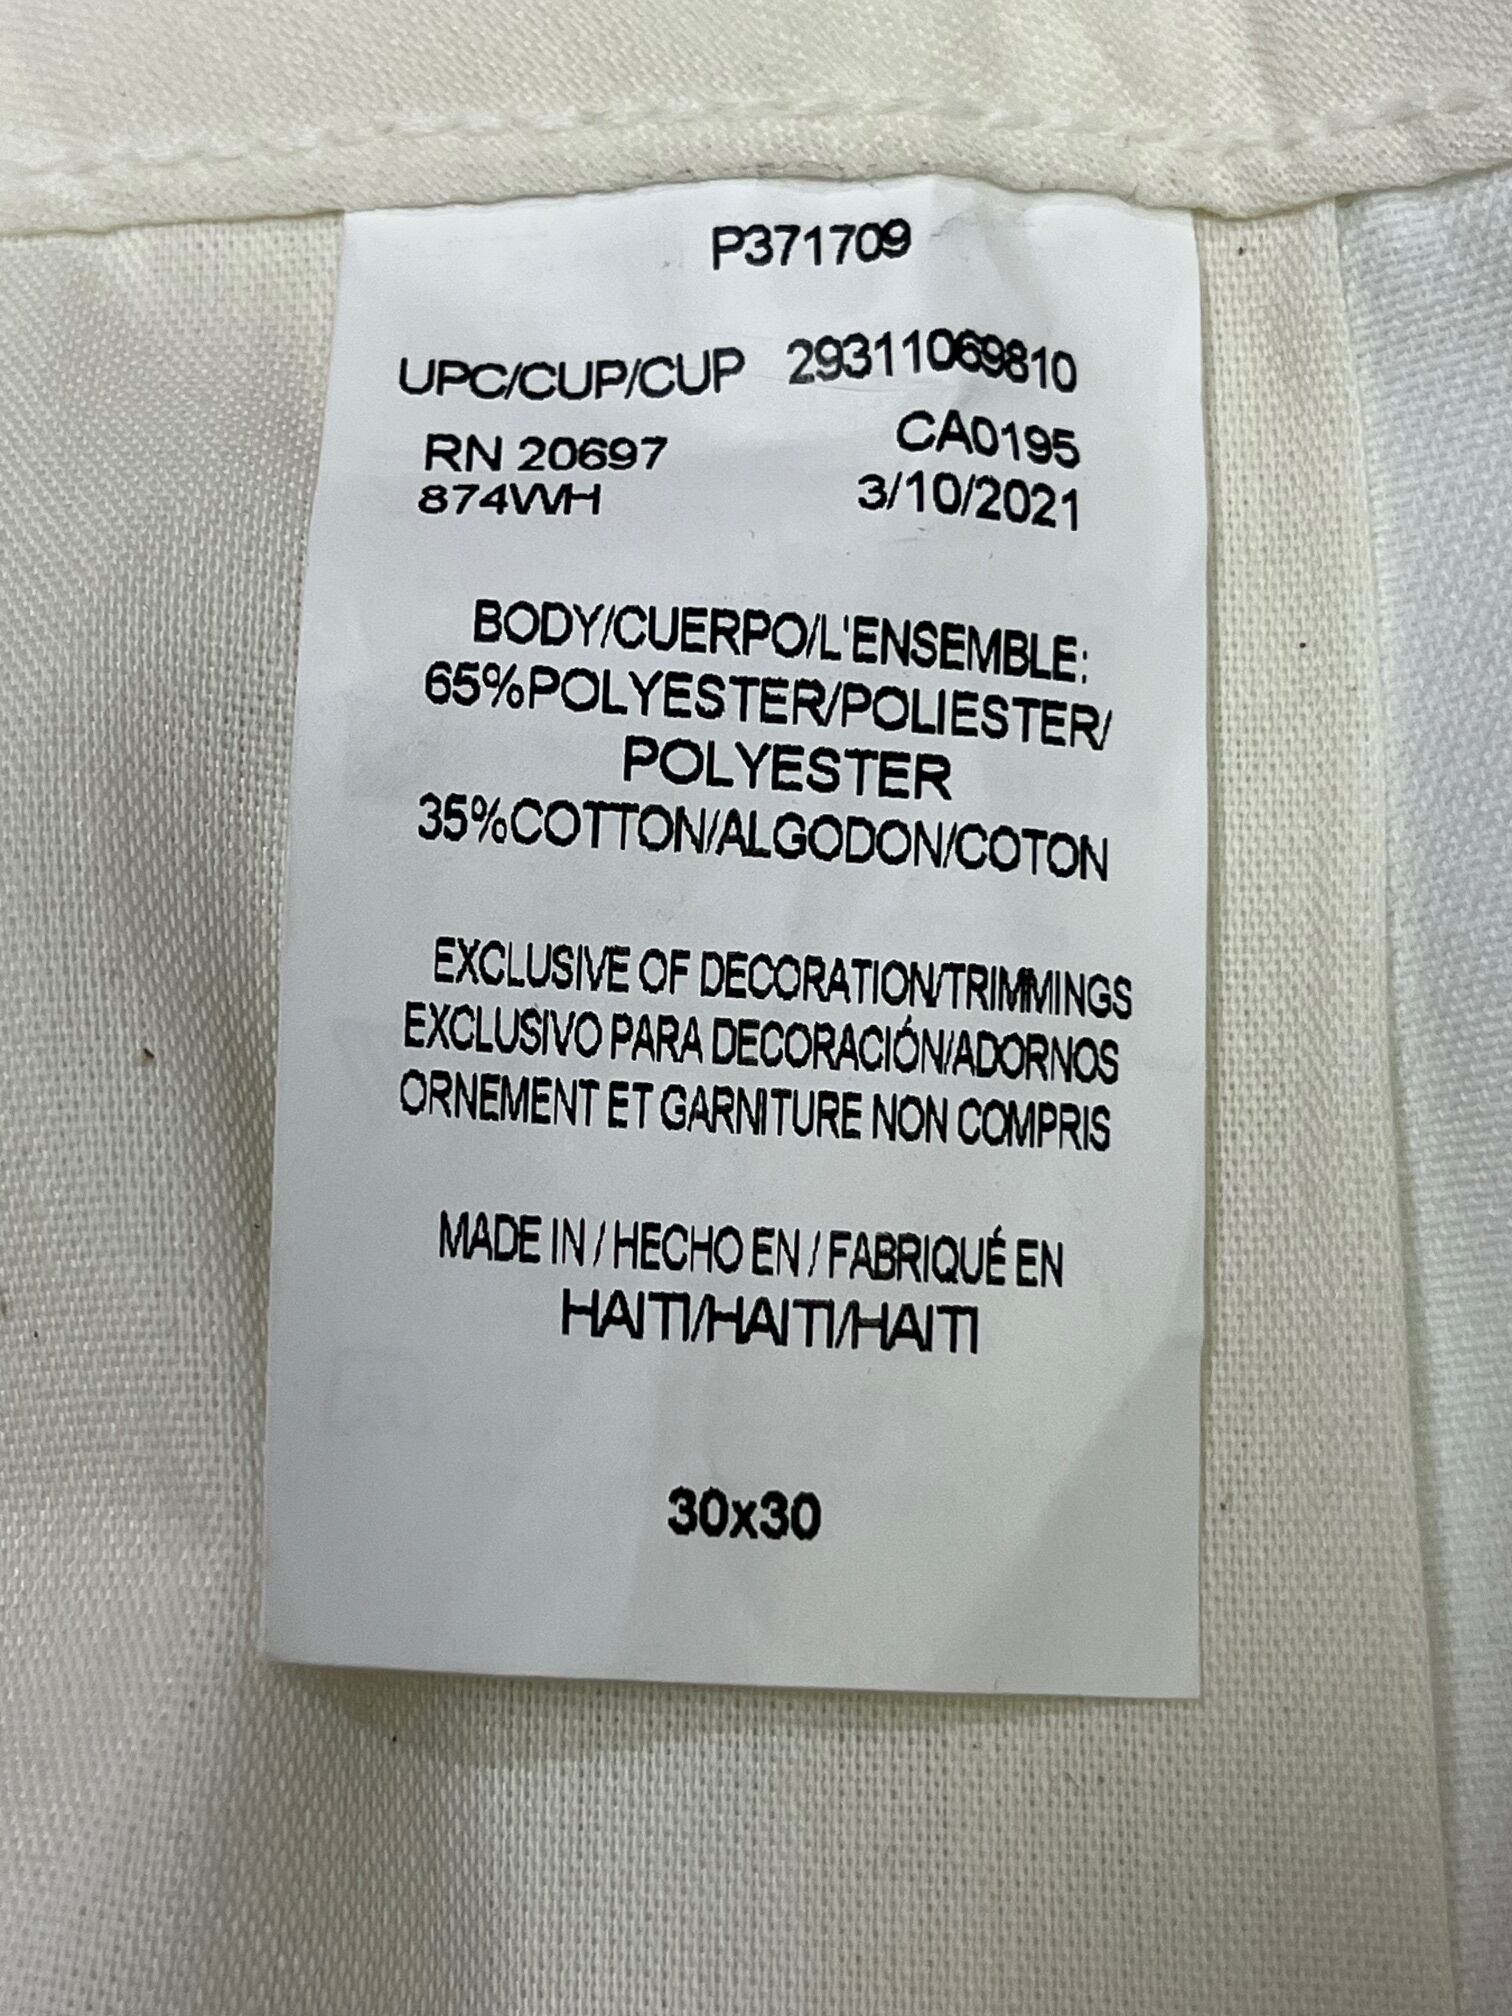 P371709
UPC/CUP/CUP 29311069810
RN 20697 CA0195
874WH 3/10/2021
BODY/CUERPO/L'ENSEMBLE:
65%POLYESTER/POLIESTER/
POLYESTER
35%COTTON/ALGODON/COTON
EXCLUSIVE OF DECORATION/TRIMMINGS
EXCLUSIVO PARA DECORACIÓN/ADORNOS
ORNEMENT ET GARNITURE NON COMPRIS
MADE IN / HECHO EN / FABRIQUÉ EN
HAITI/HAITI/HAITI
30x30